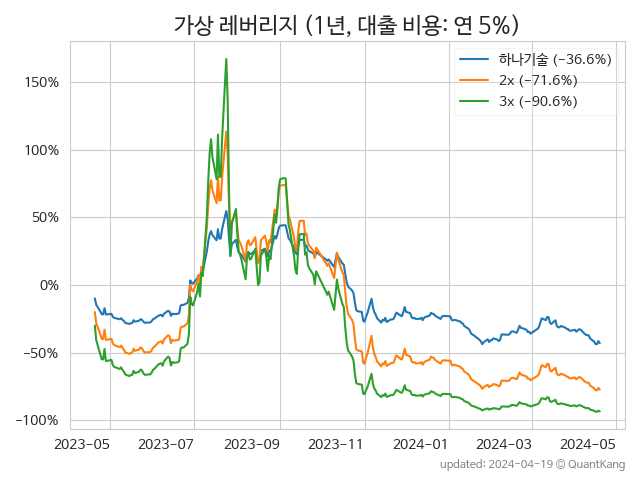 가상 레버리지 (1년, 대출 비용: 연 5%)
하나기술 (-36.6%)
2x (-71.6%)
3x (-90.6%)
150%
100%
50%
0%
-50%
-100%
2023-05 2023-07 2023-09 2023-11 2024-01 2024-03 2024-05
updated: 2024-04-19 © QuantKang